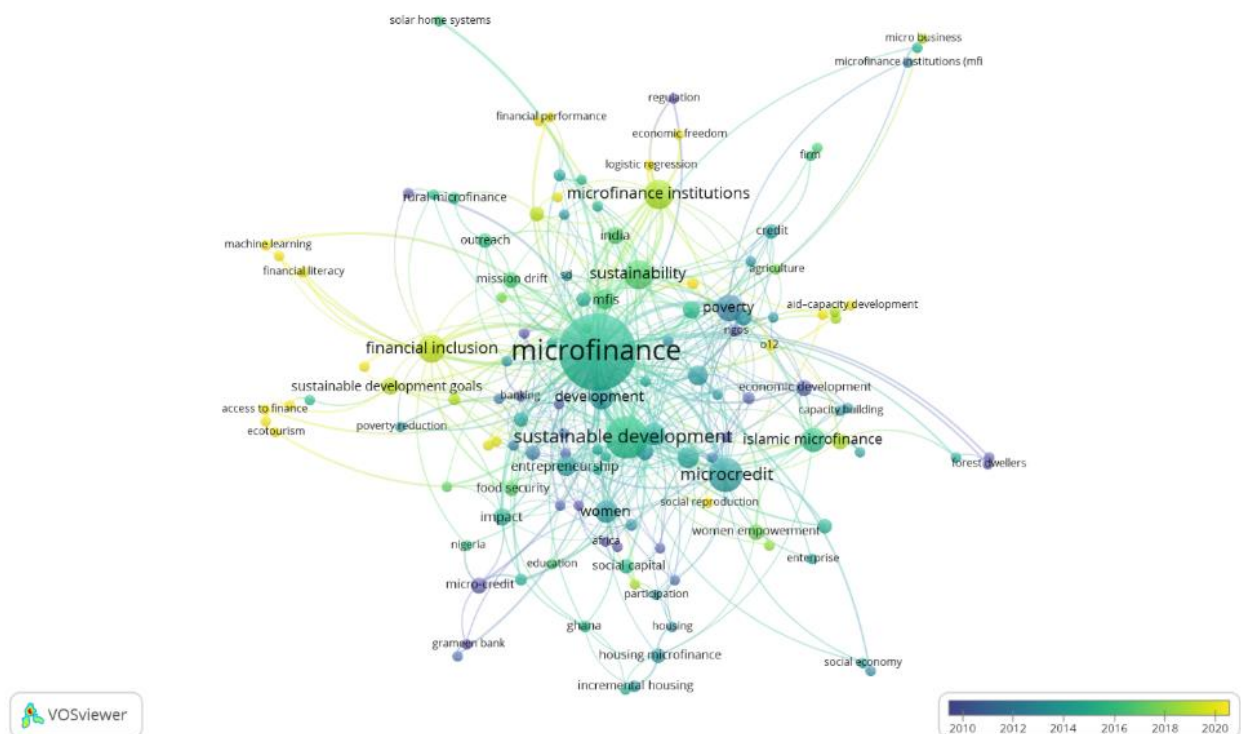 solar home systems
micro business
microfinance institutions (mfi
regulation
financial performance
economic freedom
firm
logistic regression
microfinance institutions
rural microfinance
credit
india
outreach
machine learning
agriculture
financial literacy
sustainability
sd
mission drift
mfis
aid-capacity development
poverty
ngos
o12
financial inclusion
microfinance
sustainable development goals
economic development
banking
development
access to finance
capacity building
poverty reduction
ecotourism
sustainable development
islamic microfinance
forest dwellers
entrepreneurship
microcredit
food security
social reproduction
impact
women
women empowerment
nigeria
africa
enterprise
education
social capital
micro-credit
participation
ghana
housing
grameen bank
housing microfinance
social economy
incremental housing
VOSviewer
2010 2012 2014 2016 2018 2020